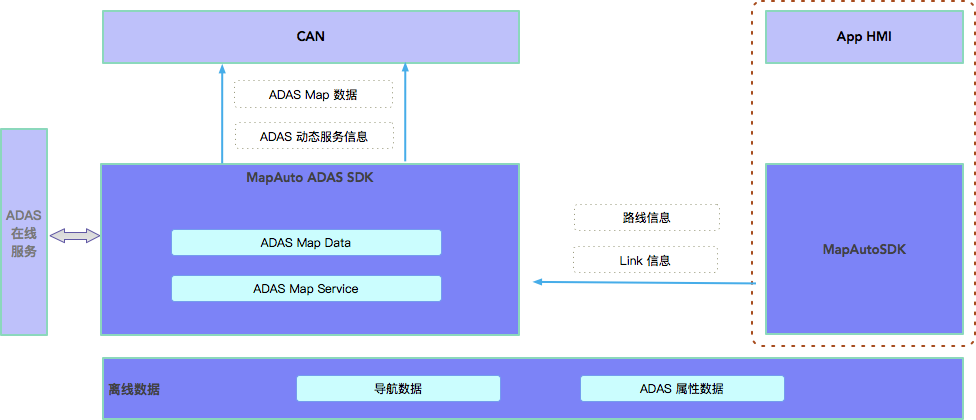 CAN
App HMI
ADAS Map 数据
ADAS 动态服务信息
ADAS
在线
服务
MapAuto ADAS SDK
ADAS Map Data
ADAS Map Service
路线信息
Link 信息
MapAutoSDK
离线数据
导航数据
ADAS 属性数据